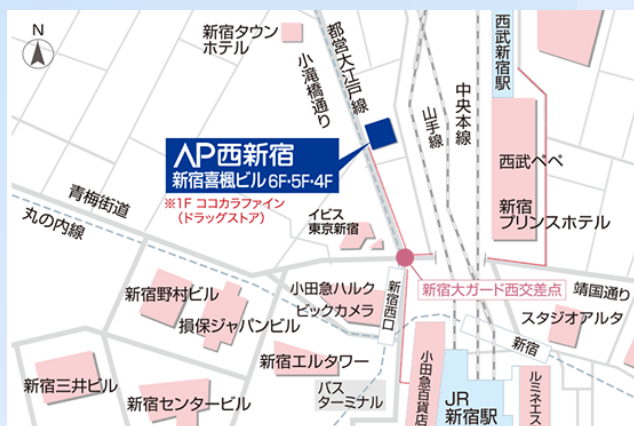 N
新宿タウン
ホテル
都営大江戸線
小滝橋通り
西武新宿駅
中央本線
山手線
AP西新宿
新宿喜楓ビル 6F・5F・4F
※1F ココカラファイン
(ドラッグストア)
西武ペペ
新宿
プリンスホテル
青梅街道
丸の内線
イビス
東京新宿
新宿大ガード西交差点
靖国通り
スタジオアルタ
新宿野村ビル
損保ジャパンビル
小田急ハルク
ビックカメラ
新宿西口
新宿
新宿エルタワー
小田急百貨店
新宿三井ビル
新宿センタービル
バス
ターミナル
JR
新宿駅
ルミネエス